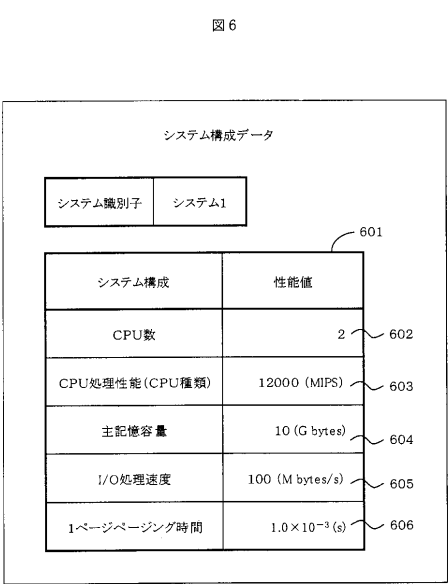 図6
システム構成データ
システム識別子 システム1
601
システム構成 性能値
CPU数 2 602
CPU処理性能(CPU種類) 12000 (MIPS) 603
主記憶容量 10 (G bytes) 604
I/O処理速度 100 (M bytes/s) 605
1ページページング時間 1.0×10⁻³ (s) 606